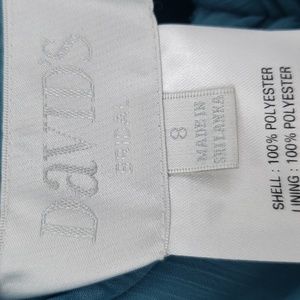 DAVID'S
BRIDAL
8
MADE IN
SRI LANKA
SHELL : 100% POLYESTER
LINING : 100% POLYESTER